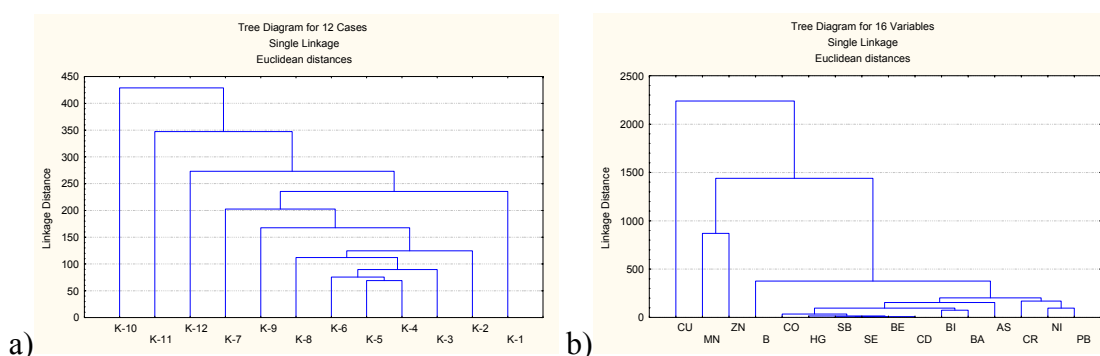 Tree Diagram for 12 Cases
Single Linkage
Euclidean distances
450
400
350
300
250
200
150
100
50
0
Linkage Distance
K-10 K-12 K-9 K-6 K-4 K-2
K-11 K-7 K-8 K-5 K-3 K-1
a)
Tree Diagram for 16 Variables
Single Linkage
Euclidean distances
2500
2000
1500
1000
500
0
Linkage Distance
CU ZN CO SB BE BI AS NI
MN B HG SE CD BA CR PB
b)